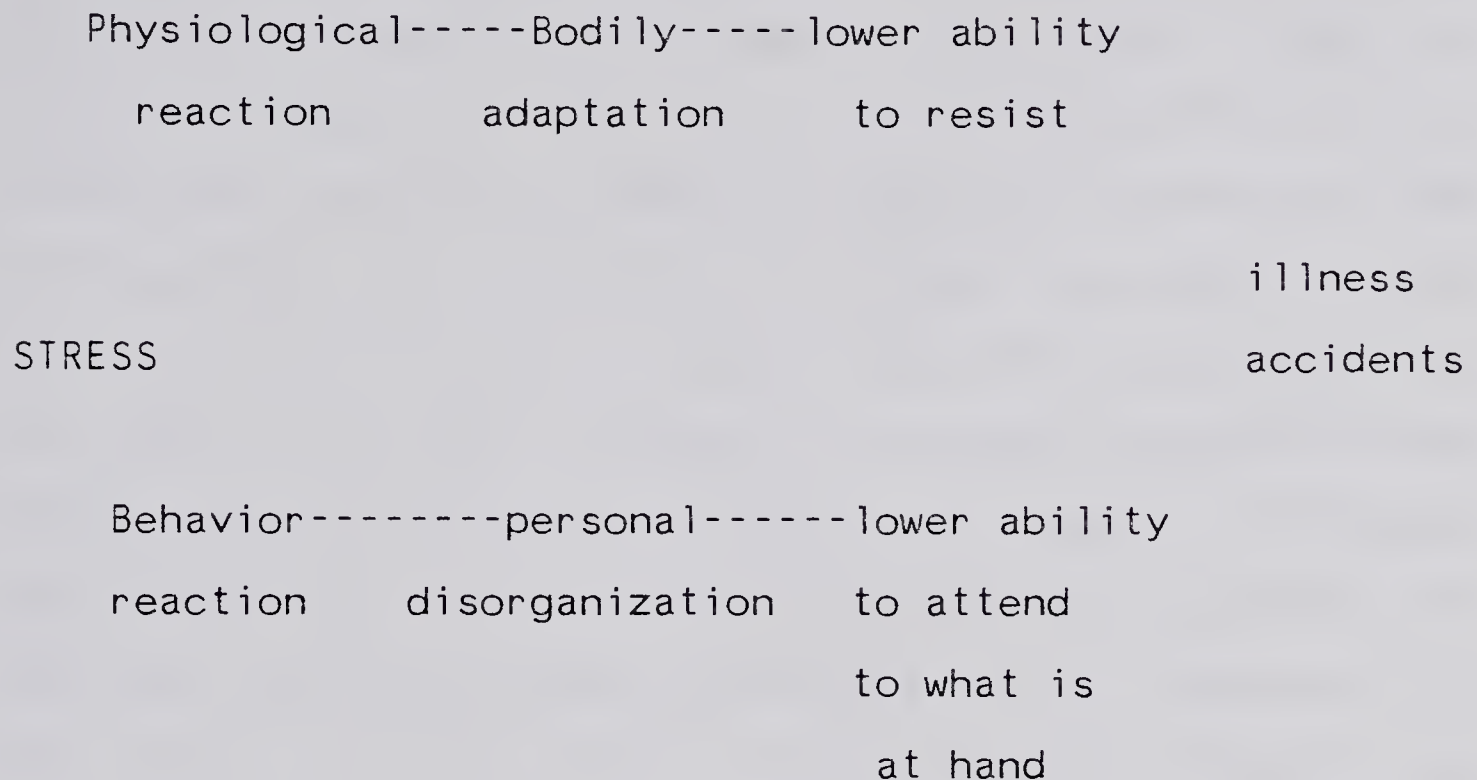 Physiological-----Bodily-----lower ability
reaction adaptation to resist
illness
STRESS accidents
Behavior--------personal------lower ability
reaction disorganization to attend
to what is
at hand